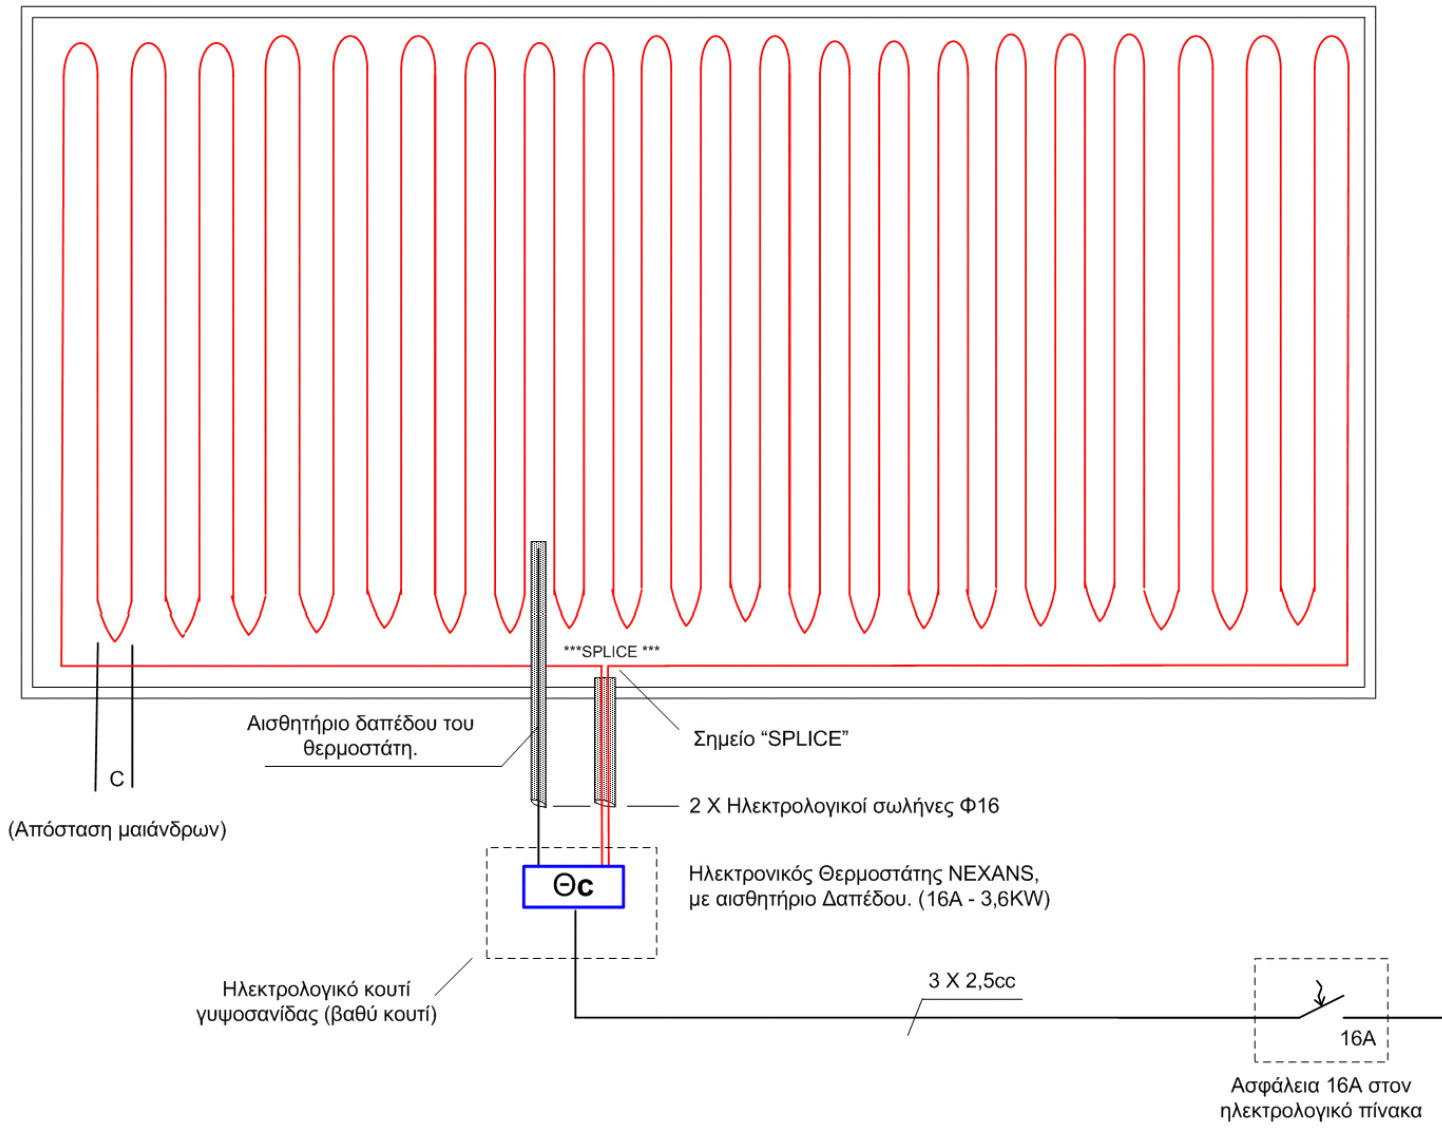 ***SPLICE ***
Αισθητήριο δαπέδου του
θερμοστάτη.
Σημείο “SPLICE”
C
2 X Ηλεκτρολογικοί σωλήνες Φ16
(Απόσταση μαιάνδρων)
Θc
Ηλεκτρονικός Θερμοστάτης NEXANS,
με αισθητήριο Δαπέδου. (16A - 3,6KW)
Ηλεκτρολογικό κουτί
γυψοσανίδας (βαθύ κουτί)
3 X 2,5cc
16A
Ασφάλεια 16A στον
ηλεκτρολογικό πίνακα